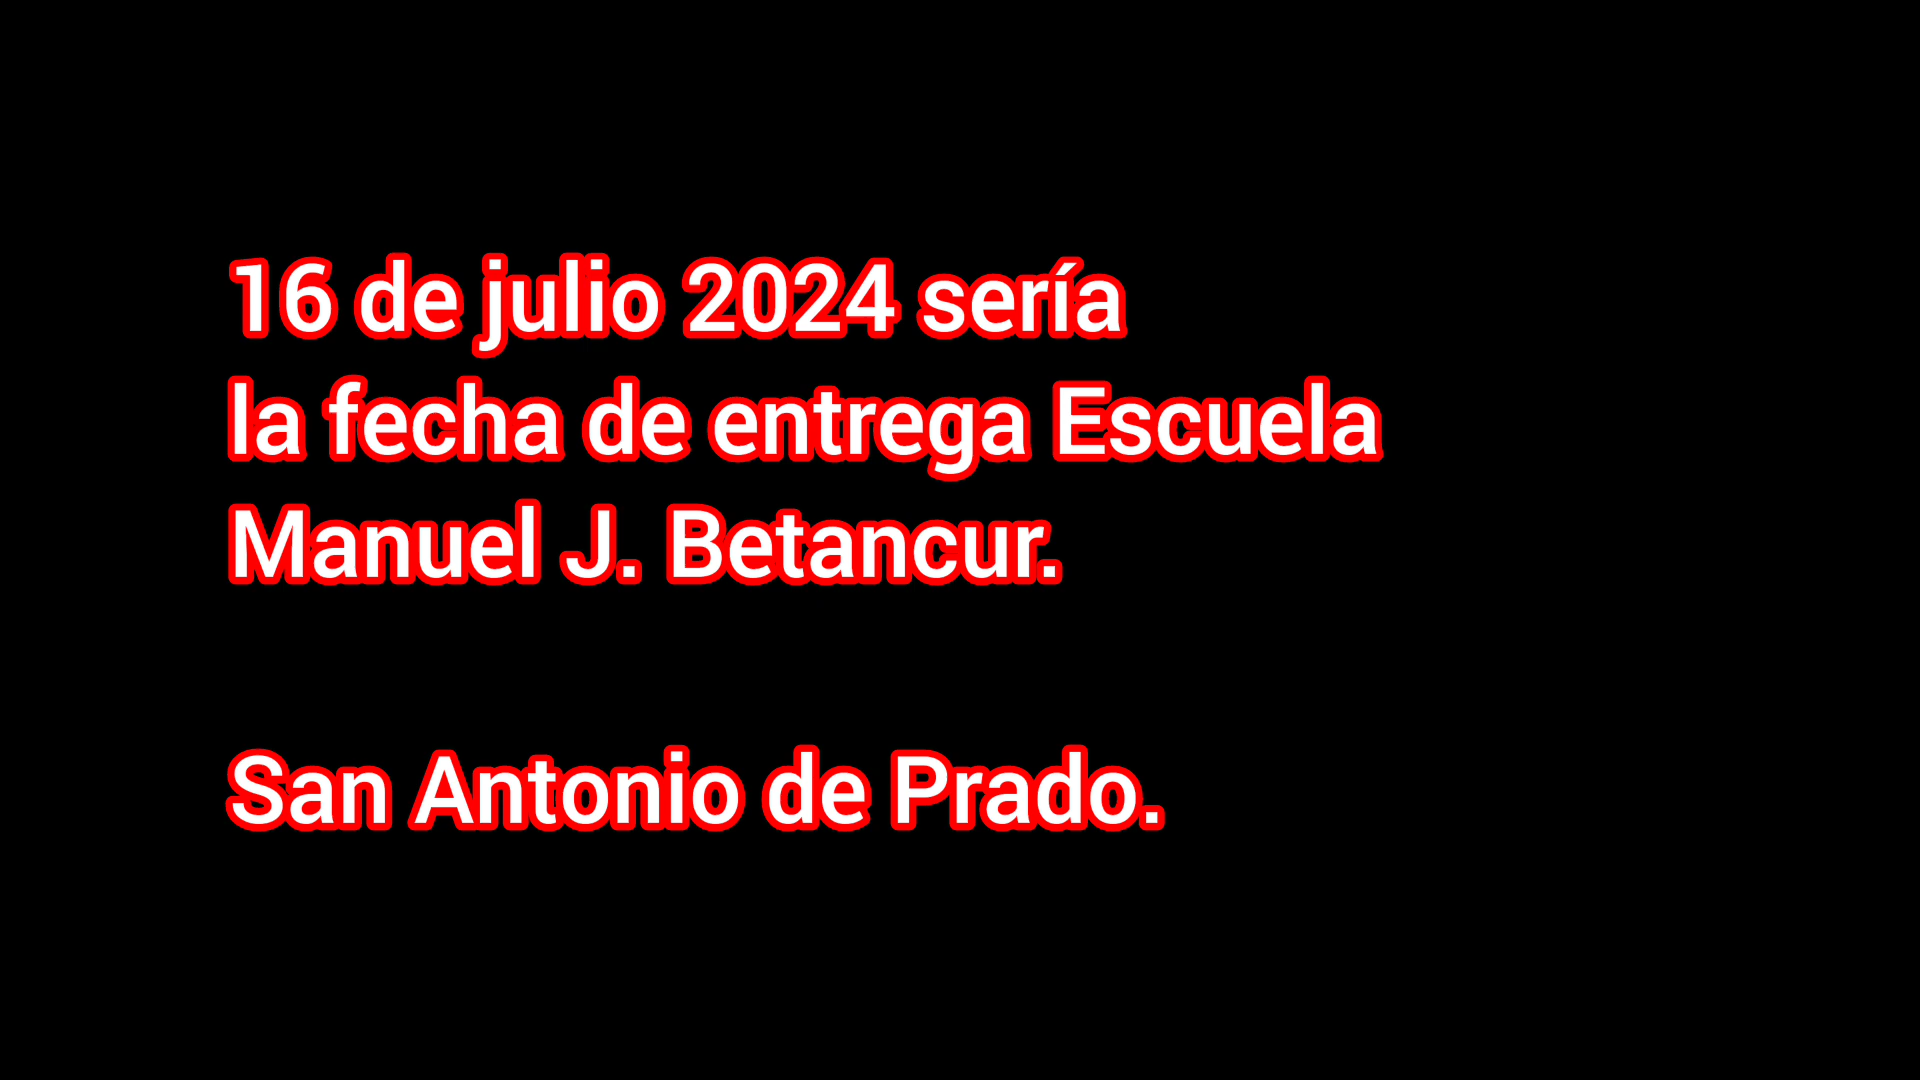 16 de julio 2024 sería
la fecha de entrega Escuela
Manuel J. Betancur.
San Antonio de Prado.